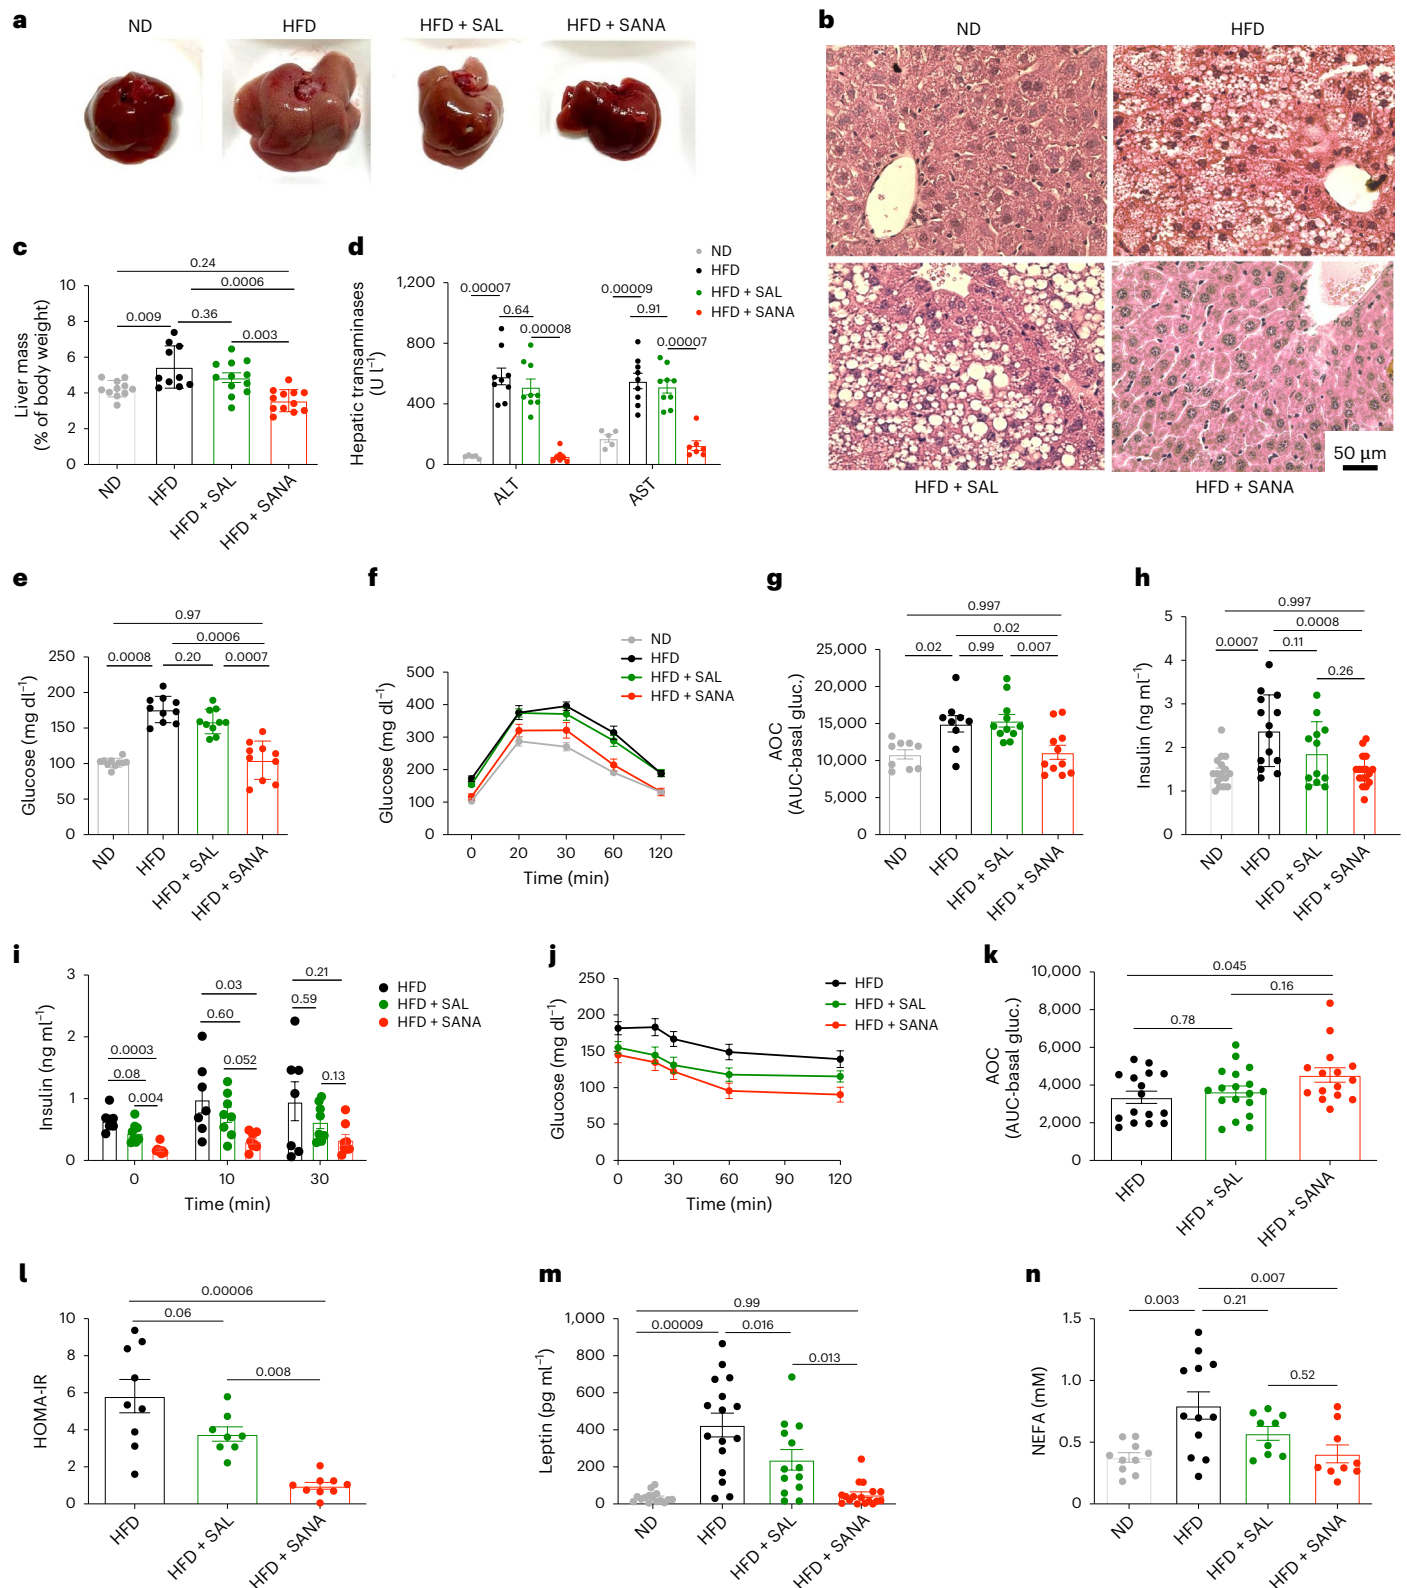 a
ND
HFD
HFD + SAL
HFD + SANA
b
ND
HFD
HFD + SAL
HFD + SANA
50 µm
c
Liver mass
(% of body weight)
10
8
6
4
2
0
0.24
0.0006
0.009
0.36
0.003
ND
HFD
HFD + SAL
HFD + SANA
d
Hepatic transaminases
(U l⁻¹)
1,200
800
400
0
0.00007
0.64
0.00008
0.00009
0.91
0.00007
ALT
AST
ND
HFD
HFD + SAL
HFD + SANA
e
Glucose (mg dl⁻¹)
250
200
150
100
50
0
0.97
0.0006
0.0008
0.20
0.0007
ND
HFD
HFD + SAL
HFD + SANA
f
Glucose (mg dl⁻¹)
500
400
300
200
100
0
0
20
30
60
120
Time (min)
ND
HFD
HFD + SAL
HFD + SANA
g
AOC
(AUC-basal gluc.)
25,000
20,000
15,000
10,000
5,000
0
0.997
0.02
0.02
0.99
0.007
ND
HFD
HFD + SAL
HFD + SANA
h
Insulin (ng ml⁻¹)
5
4
3
2
1
0
0.997
0.0008
0.0007
0.11
0.26
ND
HFD
HFD + SAL
HFD + SANA
i
Insulin (ng ml⁻¹)
3
2
1
0
0.0003
0.08
0.004
0.03
0.60
0.052
0.21
0.59
0.13
0
10
30
Time (min)
HFD
HFD + SAL
HFD + SANA
j
Glucose (mg dl⁻¹)
250
200
150
100
50
0
0
30
60
90
120
Time (min)
HFD
HFD + SAL
HFD + SANA
k
AOC
(AUC-basal gluc.)
10,000
8,000
6,000
4,000
2,000
0
0.045
0.16
0.78
HFD
HFD + SAL
HFD + SANA
l
HOMA-IR
10
8
6
4
2
0
0.00006
0.06
0.008
HFD
HFD + SAL
HFD + SANA
m
Leptin (pg ml⁻¹)
1,000
800
600
400
200
0
0.99
0.00009
0.016
0.013
ND
HFD
HFD + SAL
HFD + SANA
n
NEFA (mM)
1.5
1.0
0.5
0
0.007
0.003
0.21
0.52
ND
HFD
HFD + SAL
HFD + SANA